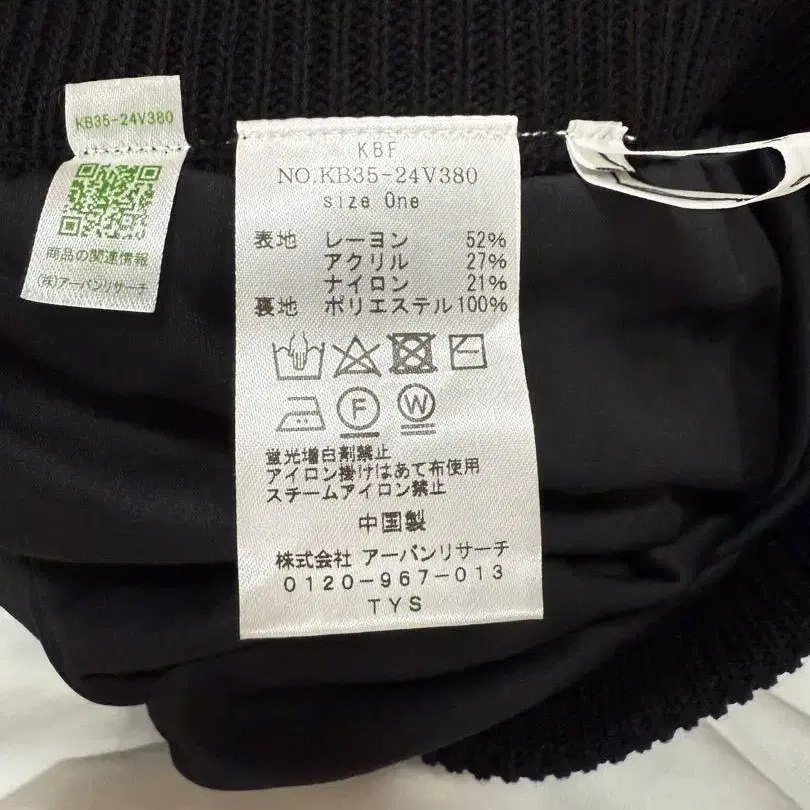 KB35-24V380
商品の関連情報
(株)アーバンリサーチ
KBF
NO.KB35-24V380
size One
表地 レーヨン 52%
アクリル 27%
ナイロン 21%
裏地 ポリエステル 100%
F W
蛍光増白剤禁止
アイロン掛けはあて布使用
スチームアイロン禁止
中国製
株式会社 アーバンリサーチ
0120-967-013
TYS